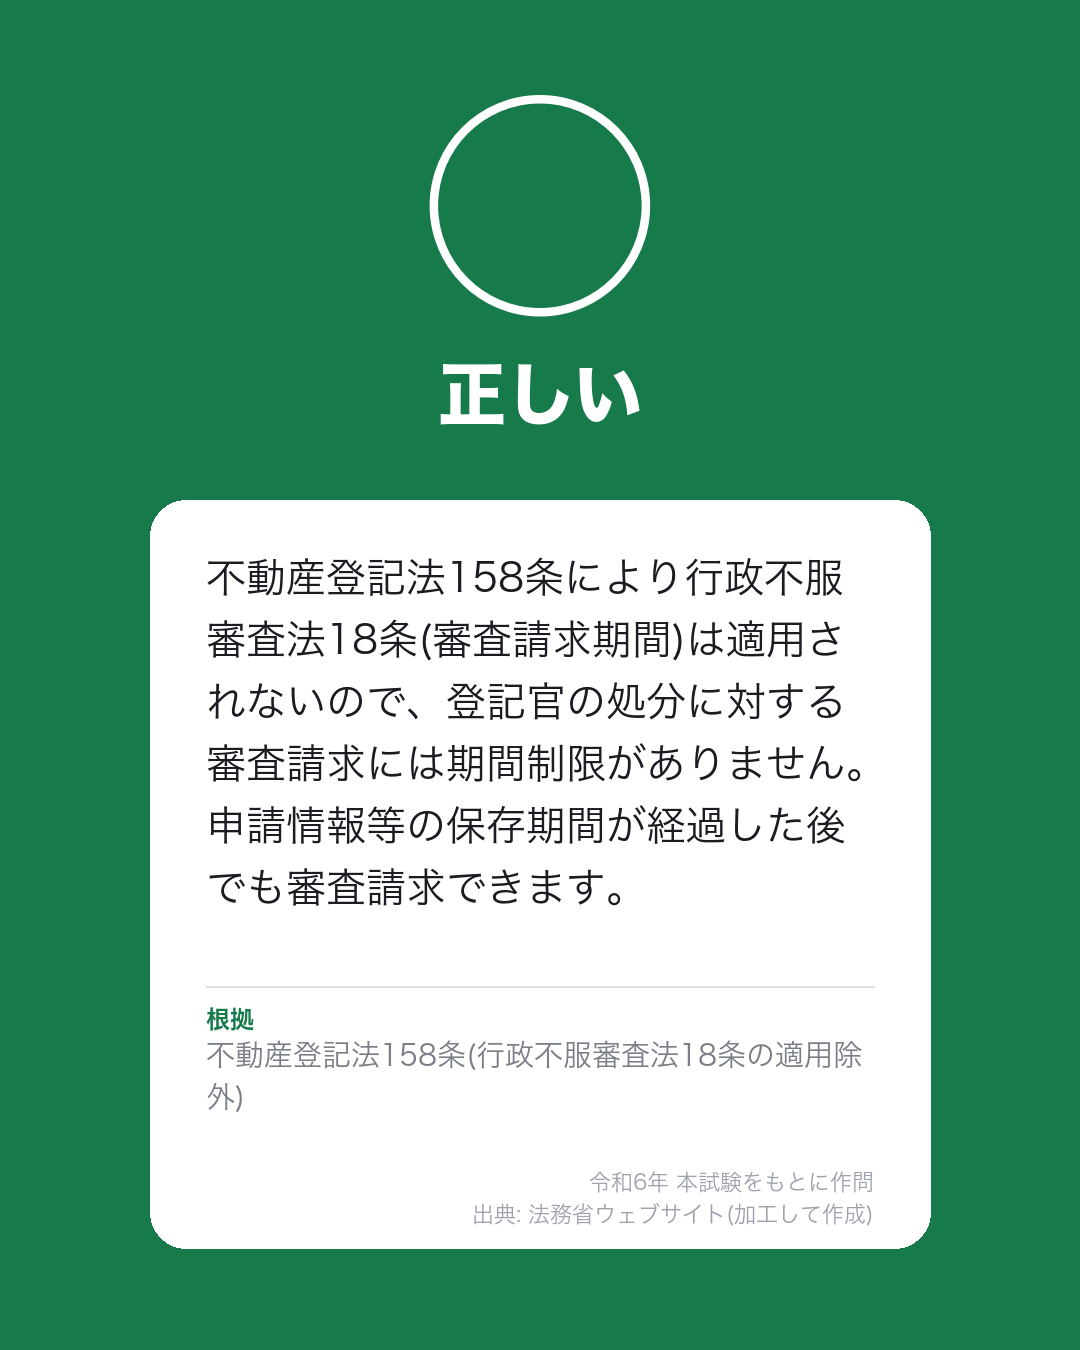 正しい
不動産登記法158条により行政不服
審査法18条(審査請求期間)は適用さ
れないので、登記官の処分に対する
審査請求には期間制限がありません。
申請情報等の保存期間が経過した後
でも審査請求できます。
根拠
不動産登記法158条(行政不服審査法18条の適用除
外)
令和6年 本試験をもとに作問
出典: 法務省ウェブサイト(加工して作成)